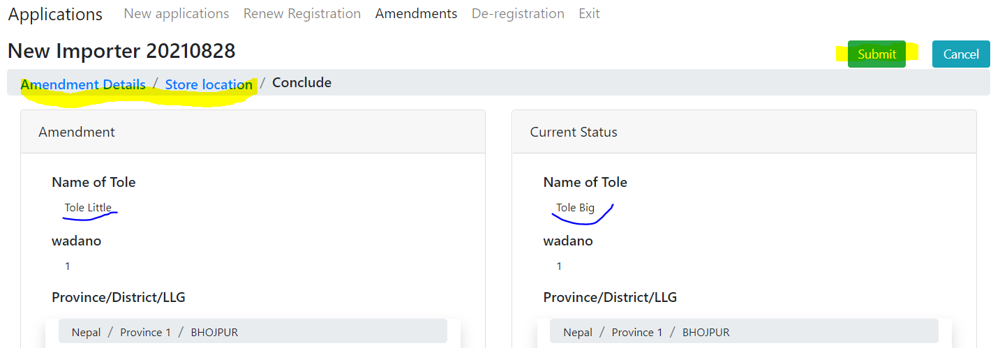 Applications New applications Renew Registration Amendments De-registration Exit
New Importer 20210828 Submit Cancel
Amendment Details / Store location / Conclude
Amendment
Name of Tole
Tole Little
wadano
1
Province/District/LLG
Nepal / Province 1 / BHOJPUR
Current Status
Name of Tole
Tole Big
wadano
1
Province/District/LLG
Nepal / Province 1 / BHOJPUR